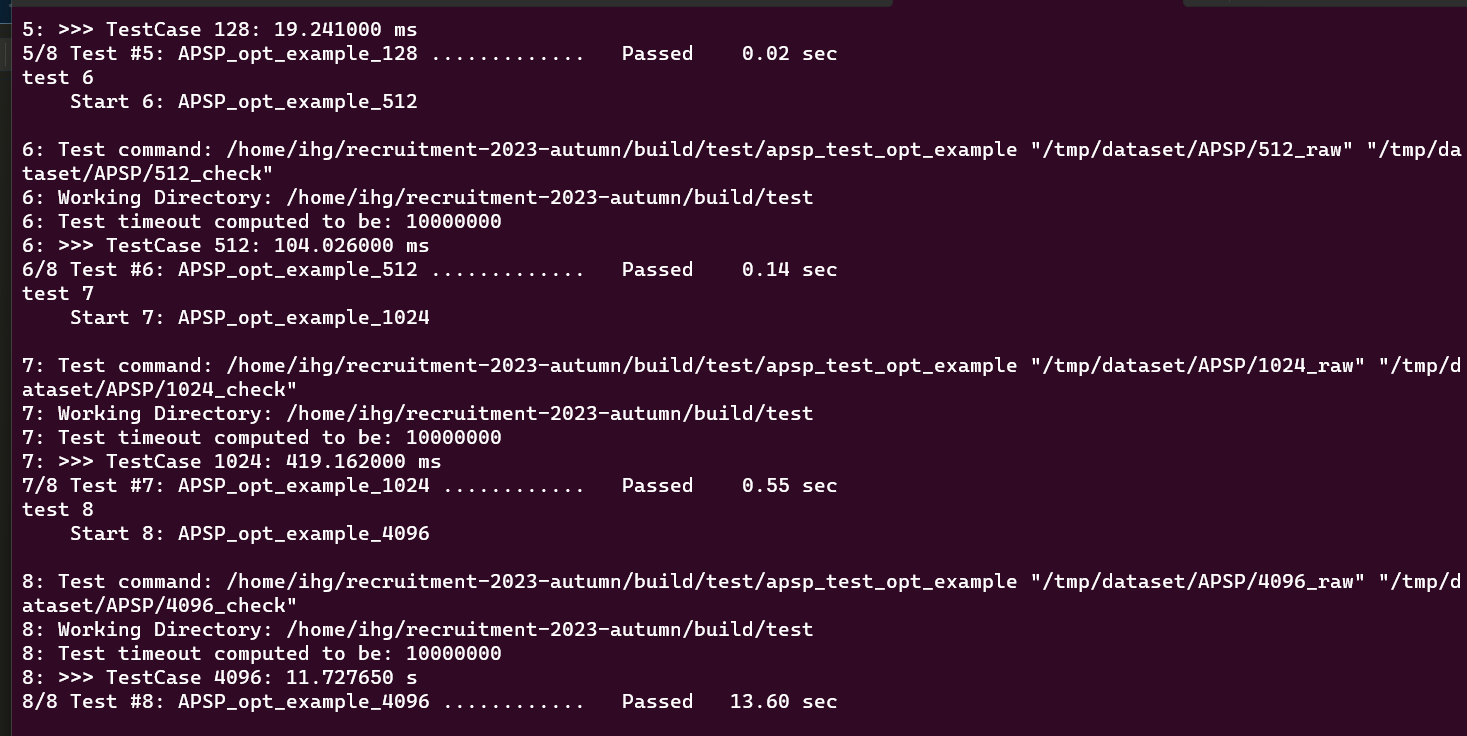 5: >>> TestCase 128: 19.241000 ms
5/8 Test #5: APSP_opt_example_128 .............   Passed    0.02 sec
test 6
    Start 6: APSP_opt_example_512

6: Test command: /home/ihg/recruitment-2023-autumn/build/test/apsp_test_opt_example "/tmp/dataset/APSP/512_raw" "/tmp/da
taset/APSP/512_check"
6: Working Directory: /home/ihg/recruitment-2023-autumn/build/test
6: Test timeout computed to be: 10000000
6: >>> TestCase 512: 104.026000 ms
6/8 Test #6: APSP_opt_example_512 .............   Passed    0.14 sec
test 7
    Start 7: APSP_opt_example_1024

7: Test command: /home/ihg/recruitment-2023-autumn/build/test/apsp_test_opt_example "/tmp/dataset/APSP/1024_raw" "/tmp/d
ataset/APSP/1024_check"
7: Working Directory: /home/ihg/recruitment-2023-autumn/build/test
7: Test timeout computed to be: 10000000
7: >>> TestCase 1024: 419.162000 ms
7/8 Test #7: APSP_opt_example_1024 ............   Passed    0.55 sec
test 8
    Start 8: APSP_opt_example_4096

8: Test command: /home/ihg/recruitment-2023-autumn/build/test/apsp_test_opt_example "/tmp/dataset/APSP/4096_raw" "/tmp/d
ataset/APSP/4096_check"
8: Working Directory: /home/ihg/recruitment-2023-autumn/build/test
8: Test timeout computed to be: 10000000
8: >>> TestCase 4096: 11.727650 s
8/8 Test #8: APSP_opt_example_4096 ............   Passed   13.60 sec